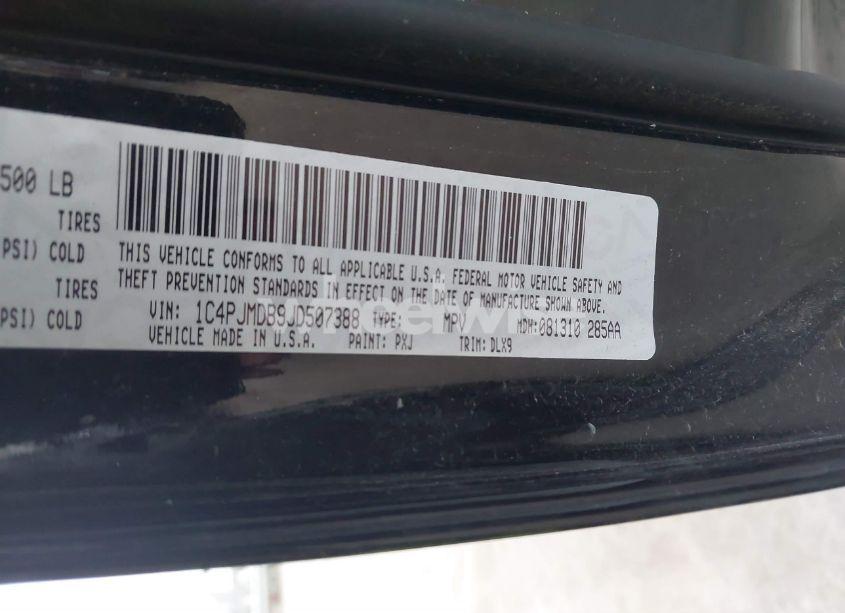 500 LB
TIRES
PSI) COLD
TIRES
PSI) COLD
THIS VEHICLE CONFORMS TO ALL APPLICABLE U.S.A. FEDERAL MOTOR VEHICLE SAFETY AND
THEFT PREVENTION STANDARDS IN EFFECT ON THE DATE OF MANUFACTURE SHOWN ABOVE.
VIN: 1C4PJMDB9JD507388 TYPE: MPV MDH: 081310 285AA
VEHICLE MADE IN U.S.A. PAINT: PXJ TRIM: DLX9